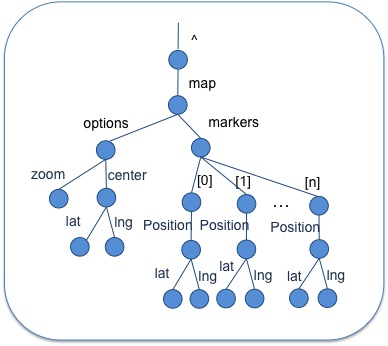 ^
map
options markers
zoom center [0] [1] ... [n]
lat lng Position Position Position
lat lng lat lng lat lng